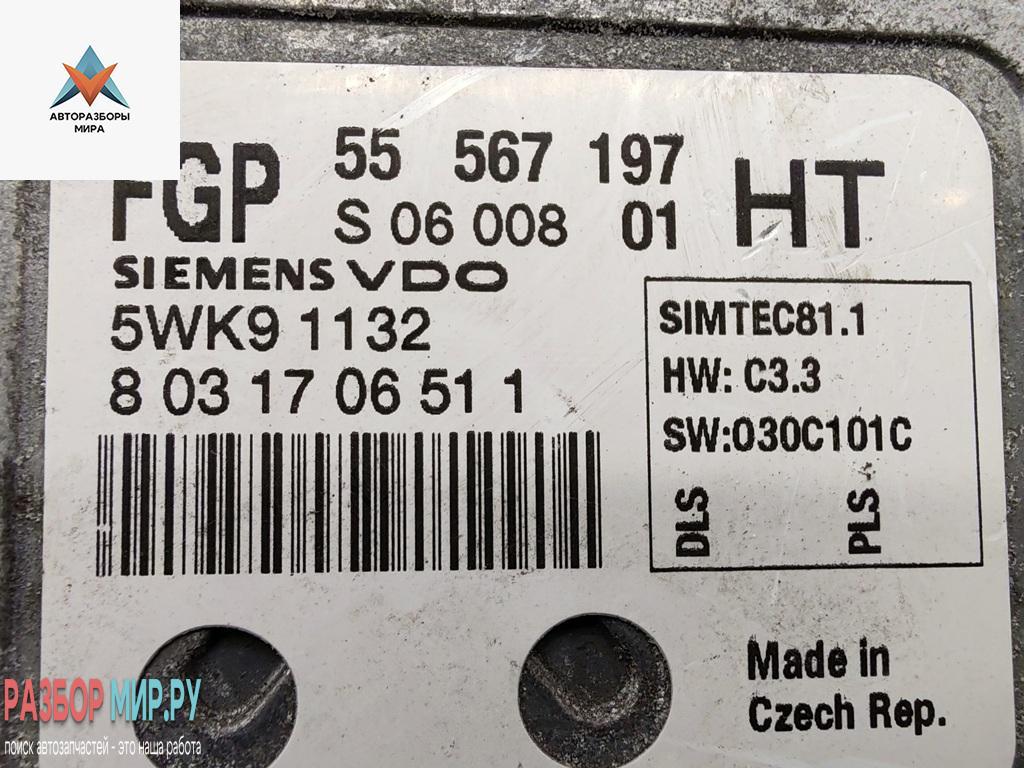 АВТОРАЗБОРЫ
МИРА
FGP 55 567 197 HT
S 06 008 01
SIEMENS VDO
5WK9 1132
8 03 17 06 51 1
SIMTEC81.1
HW: C3.3
SW:030C101C
DLS PLS
Made in
Czech Rep.
РАЗБОР МИР.РУ
поиск автозапчастей - это наша работа